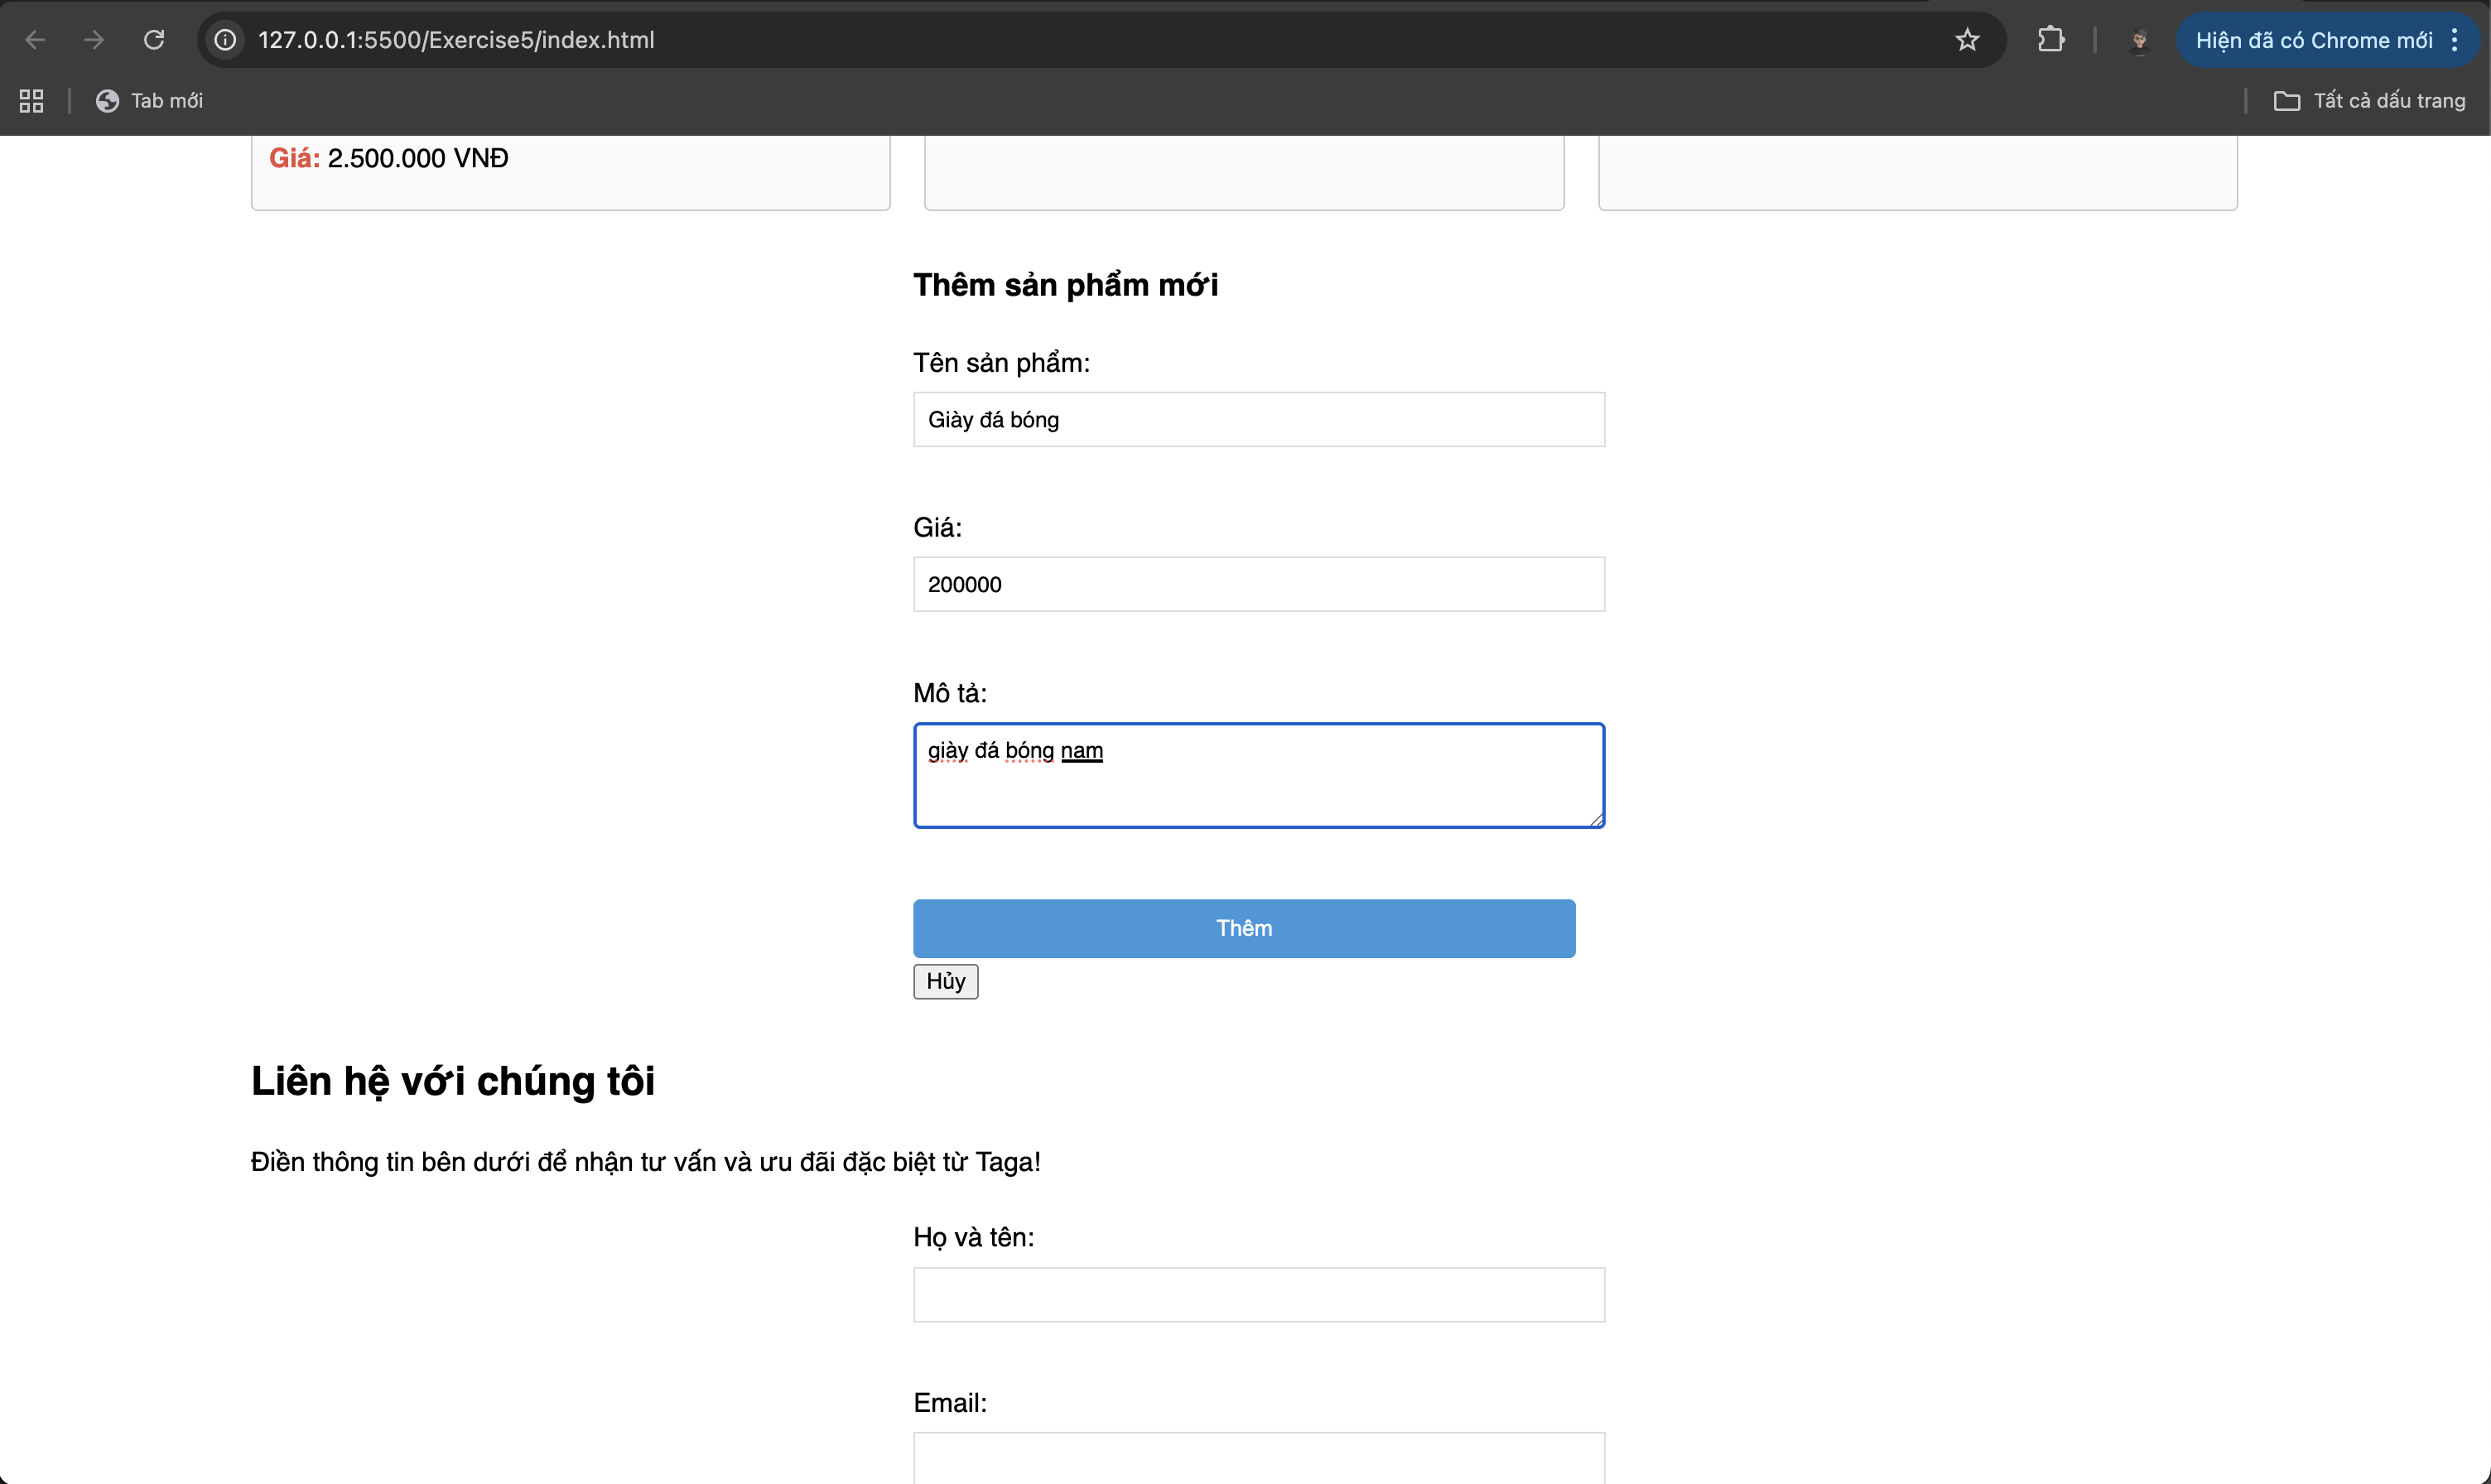 127.0.0.1:5500/Exercise5/index.html
Hiện đã có Chrome mới
Tab mới
Tất cả dấu trang
Giá: 2.500.000 VNĐ
Thêm sản phẩm mới
Tên sản phẩm:
Giày đá bóng
Giá:
200000
Mô tả:
giày đá bóng nam
Thêm
Hủy
Liên hệ với chúng tôi
Điền thông tin bên dưới để nhận tư vấn và ưu đãi đặc biệt từ Taga!
Họ và tên:
Email: